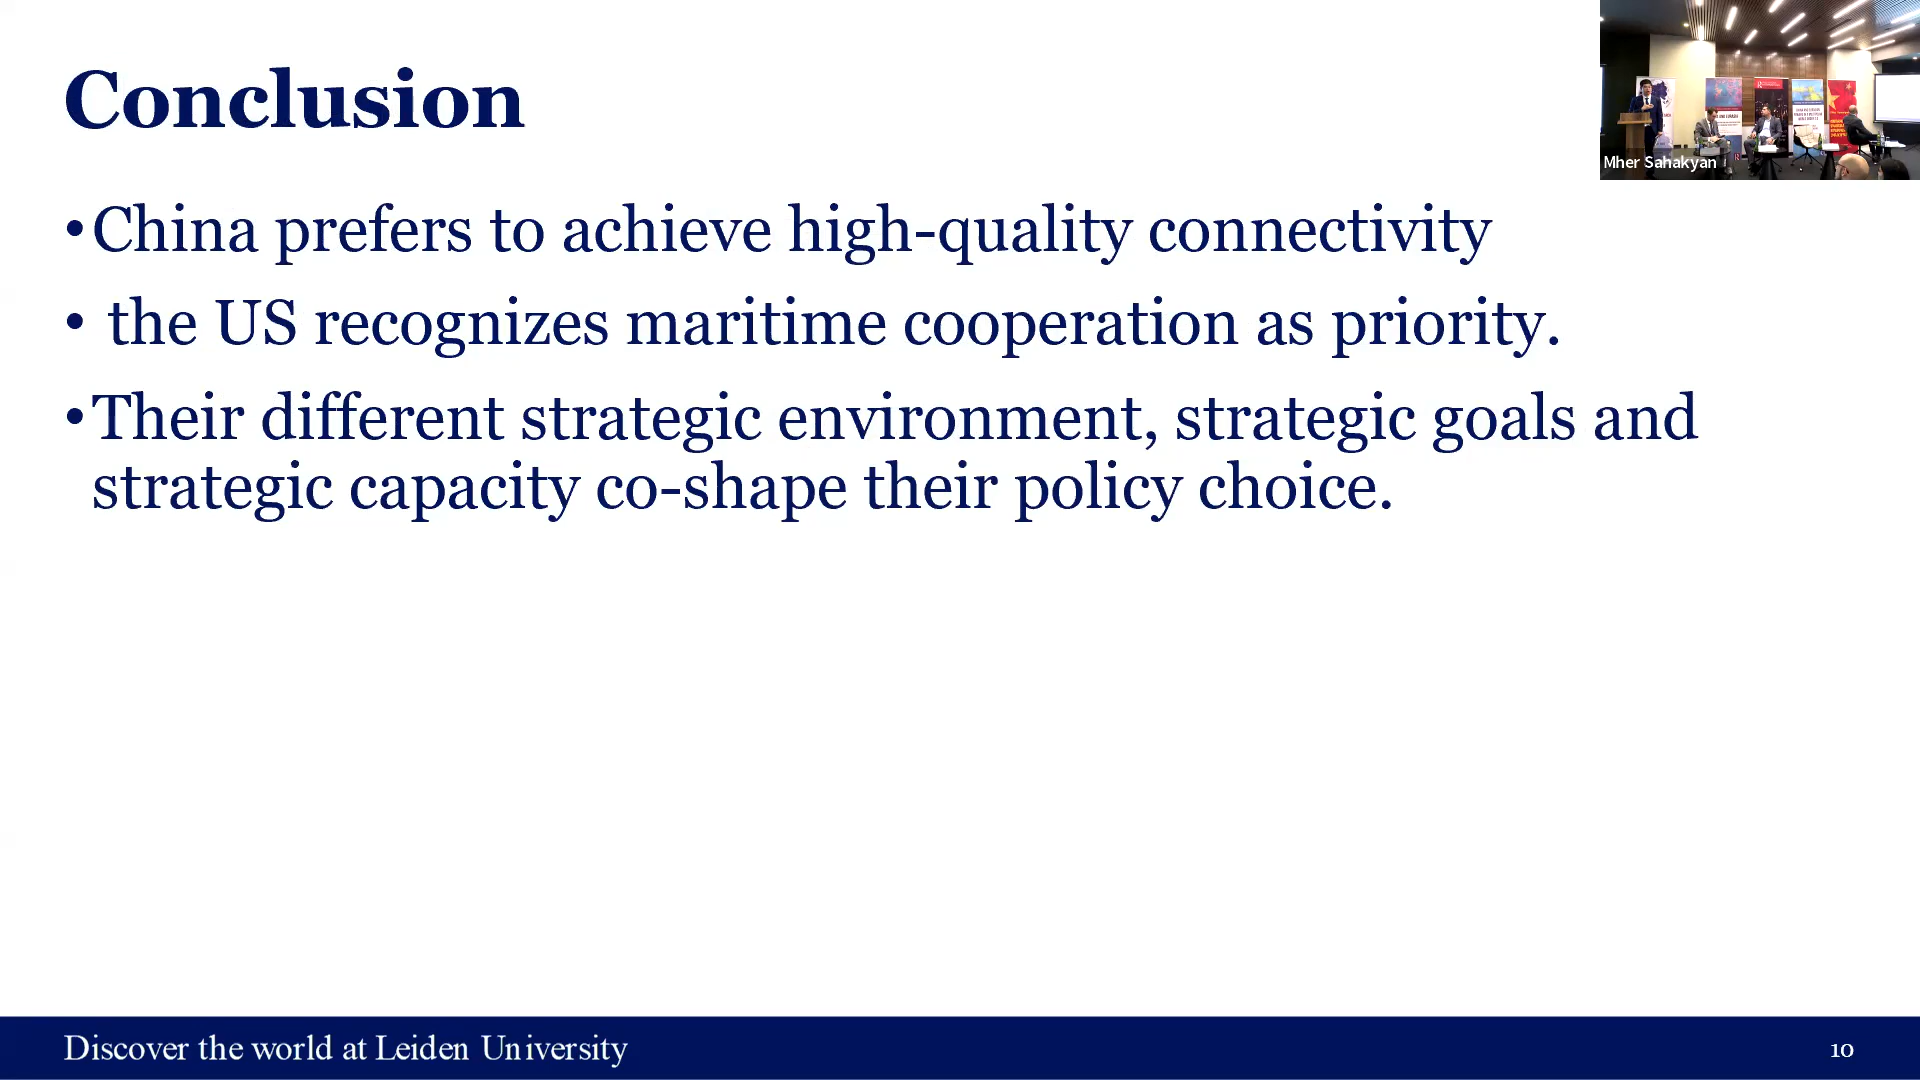 Conclusion
•China prefers to achieve high-quality connectivity
• the US recognizes maritime cooperation as priority.
•Their different strategic environment, strategic goals and
strategic capacity co-shape their policy choice.
Mher Sahakyan
Discover the world at Leiden University
10